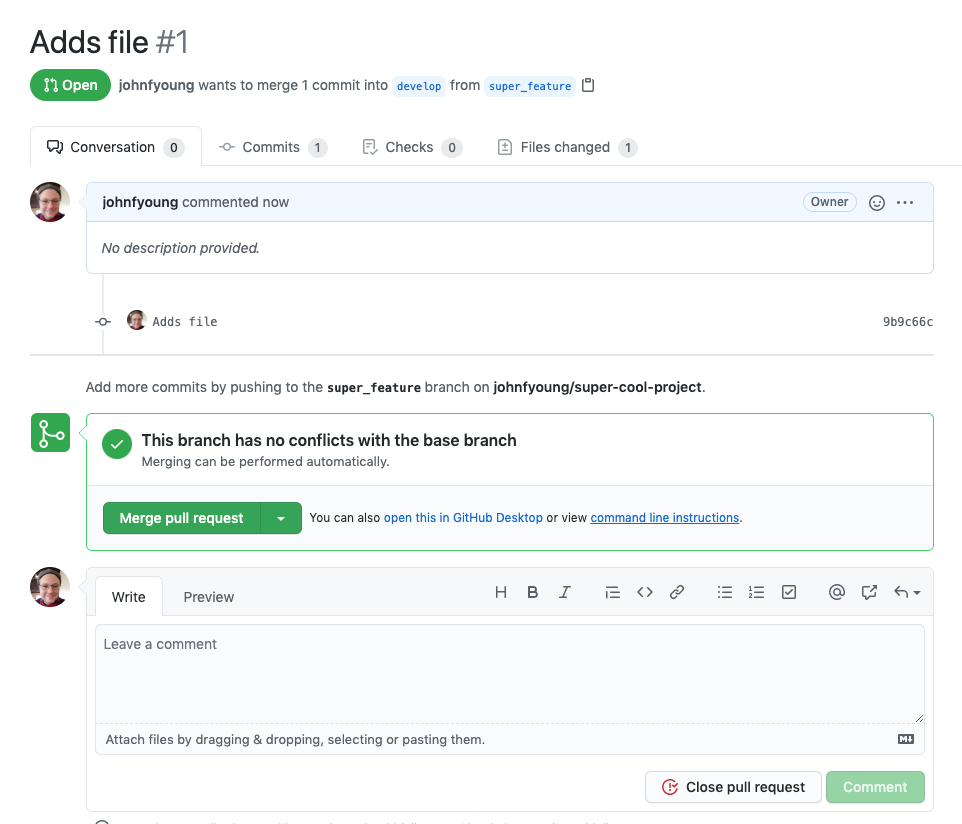 Adds file #1
Open johnfyoung wants to merge 1 commit into develop from super_feature
Conversation 0 Commits 1 Checks 0 Files changed 1
johnfyoung commented now Owner
No description provided.
Adds file 9b9c66c
Add more commits by pushing to the super_feature branch on johnfyoung/super-cool-project.
This branch has no conflicts with the base branch
Merging can be performed automatically.
Merge pull request You can also open this in GitHub Desktop or view command line instructions.
Write Preview H B I
Leave a comment
Attach files by dragging & dropping, selecting or pasting them.
Close pull request Comment